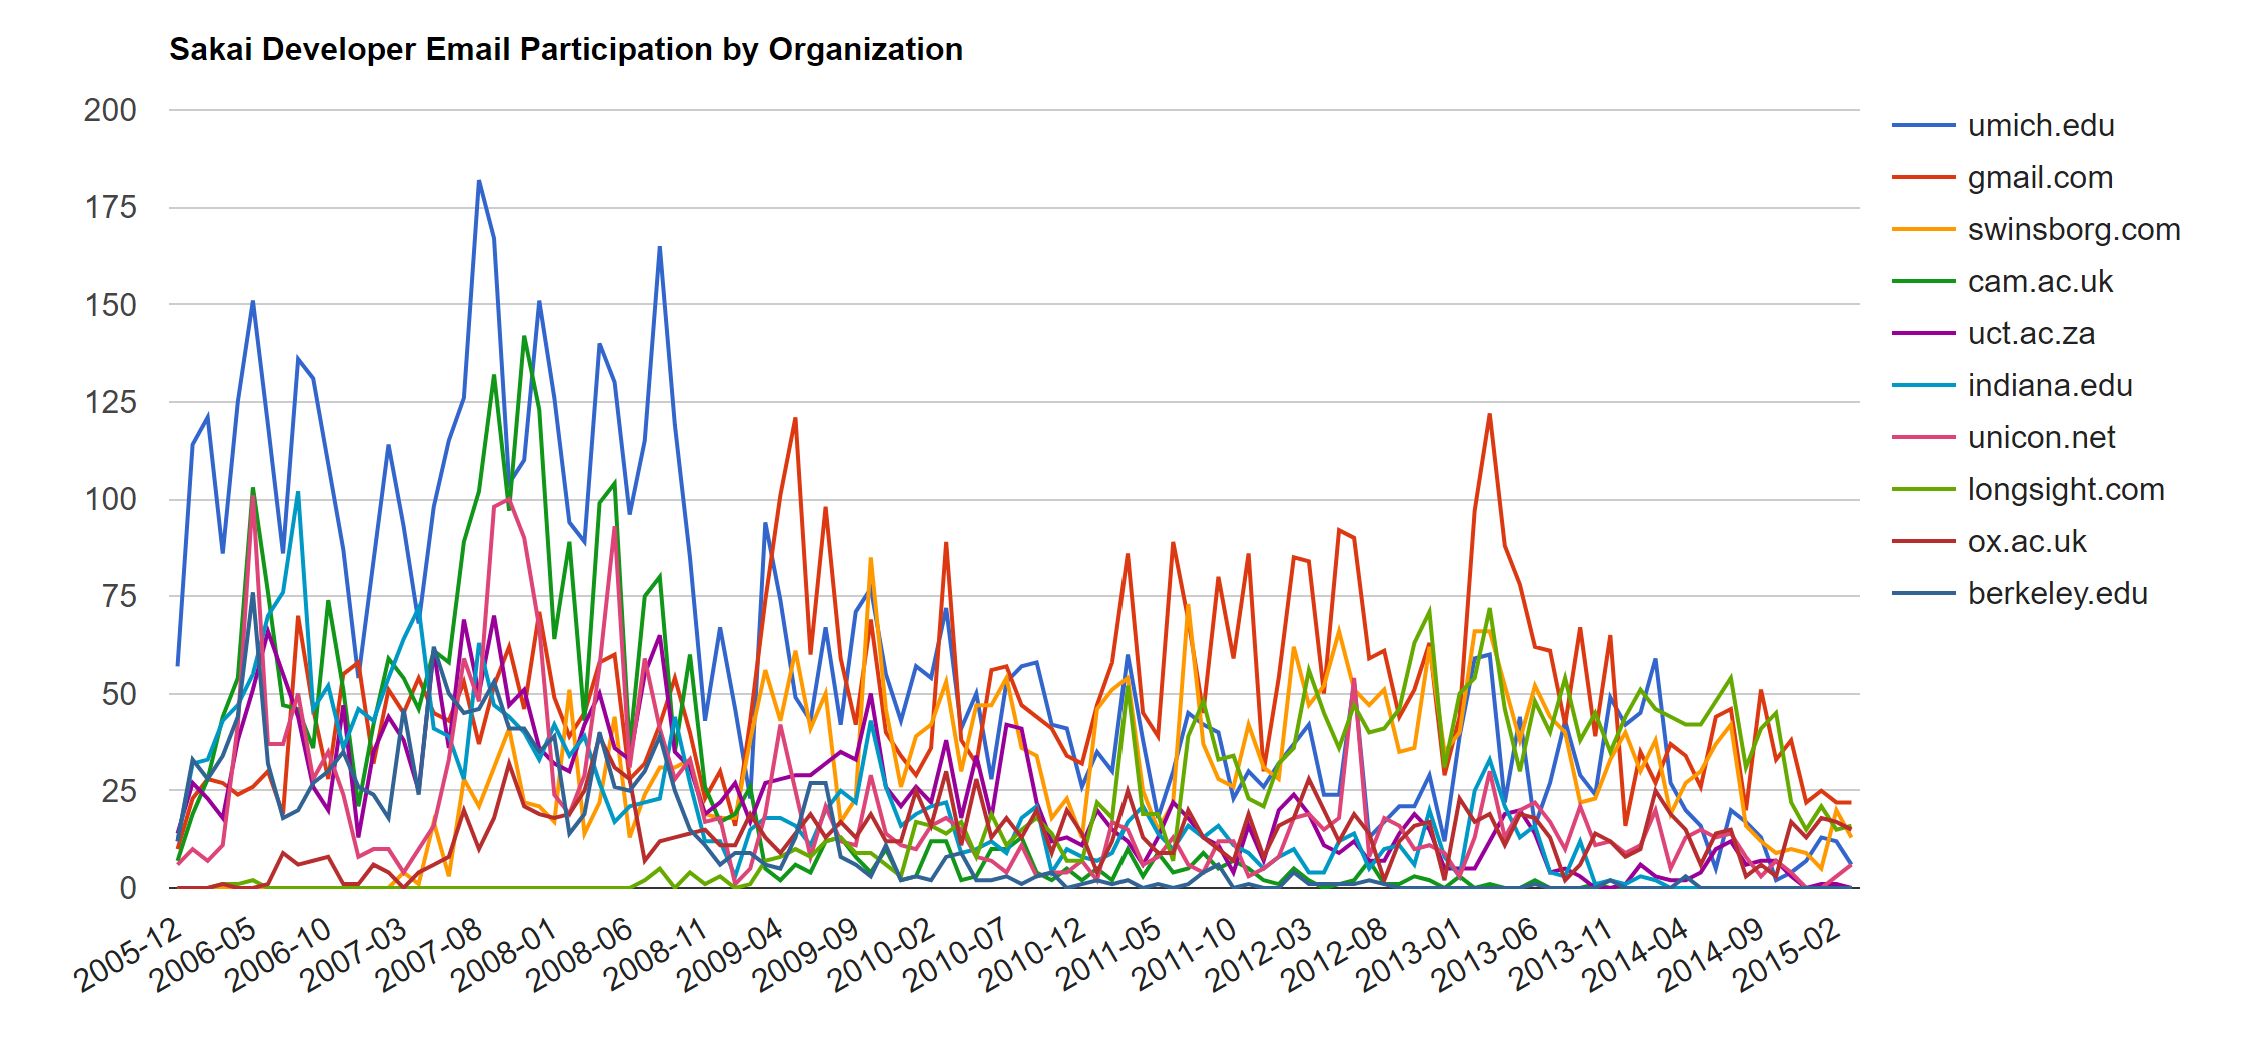 Sakai Developer Email Participation by Organization
200
175
150
125
100
75
50
25
0
umich.edu
gmail.com
swinsborg.com
cam.ac.uk
uct.ac.za
indiana.edu
unicon.net
longsight.com
ox.ac.uk
berkeley.edu
2005-12
2006-05
2006-10
2007-03
2007-08
2008-01
2008-06
2008-11
2009-04
2009-09
2010-02
2010-07
2010-12
2011-05
2011-10
2012-03
2012-08
2013-01
2013-06
2013-11
2014-04
2014-09
2015-02